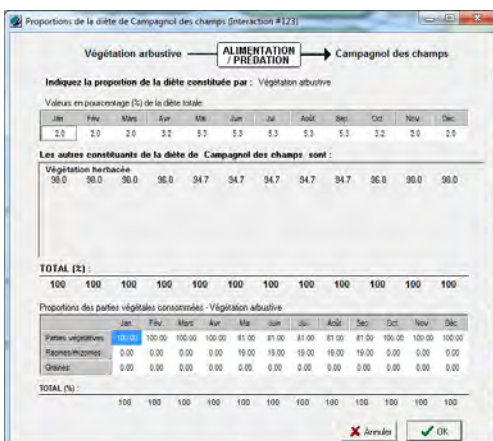 Proportions de la diète de Campagnol des champs (Interaction #123)
Végétation arbustive ALIMENTATION / PRÉDATION Campagnol des champs
Indiquez la proportion de la diète constituée par : Végétation arbustive
Valeurs en pourcentage (%) de la diète totale
Jan Fév Mars Avr Mai Juin Jui Août Sep Oct Nov Déc
2.0 2.0 2.0 3.2 5.3 5.3 5.3 5.3 5.3 3.2 2.0 2.0
Les autres constituants de la diète de Campagnol des champs sont :
Végétation herbacée
98.0 98.0 98.0 96.8 94.7 94.7 94.7 94.7 94.7 96.8 98.0 98.0
TOTAL (%) :
100 100 100 100 100 100 100 100 100 100 100 100
Proportions des parties végétales consommées - Végétation arbustive
Jan Fév Mars Avr Mai Juin Jui Août Sep Oct Nov Déc
Parties végétatives 100.00 100.00 100.00 100.00 81.00 81.00 81.00 81.00 81.00 100.00 100.00 100.00
Racines/rhizomes 0.00 0.00 0.00 0.00 19.00 19.00 19.00 19.00 19.00 0.00 0.00 0.00
Graines 0.00 0.00 0.00 0.00 0.00 0.00 0.00 0.00 0.00 0.00 0.00 0.00
TOTAL (%) :
100 100 100 100 100 100 100 100 100 100 100 100
Annuler OK